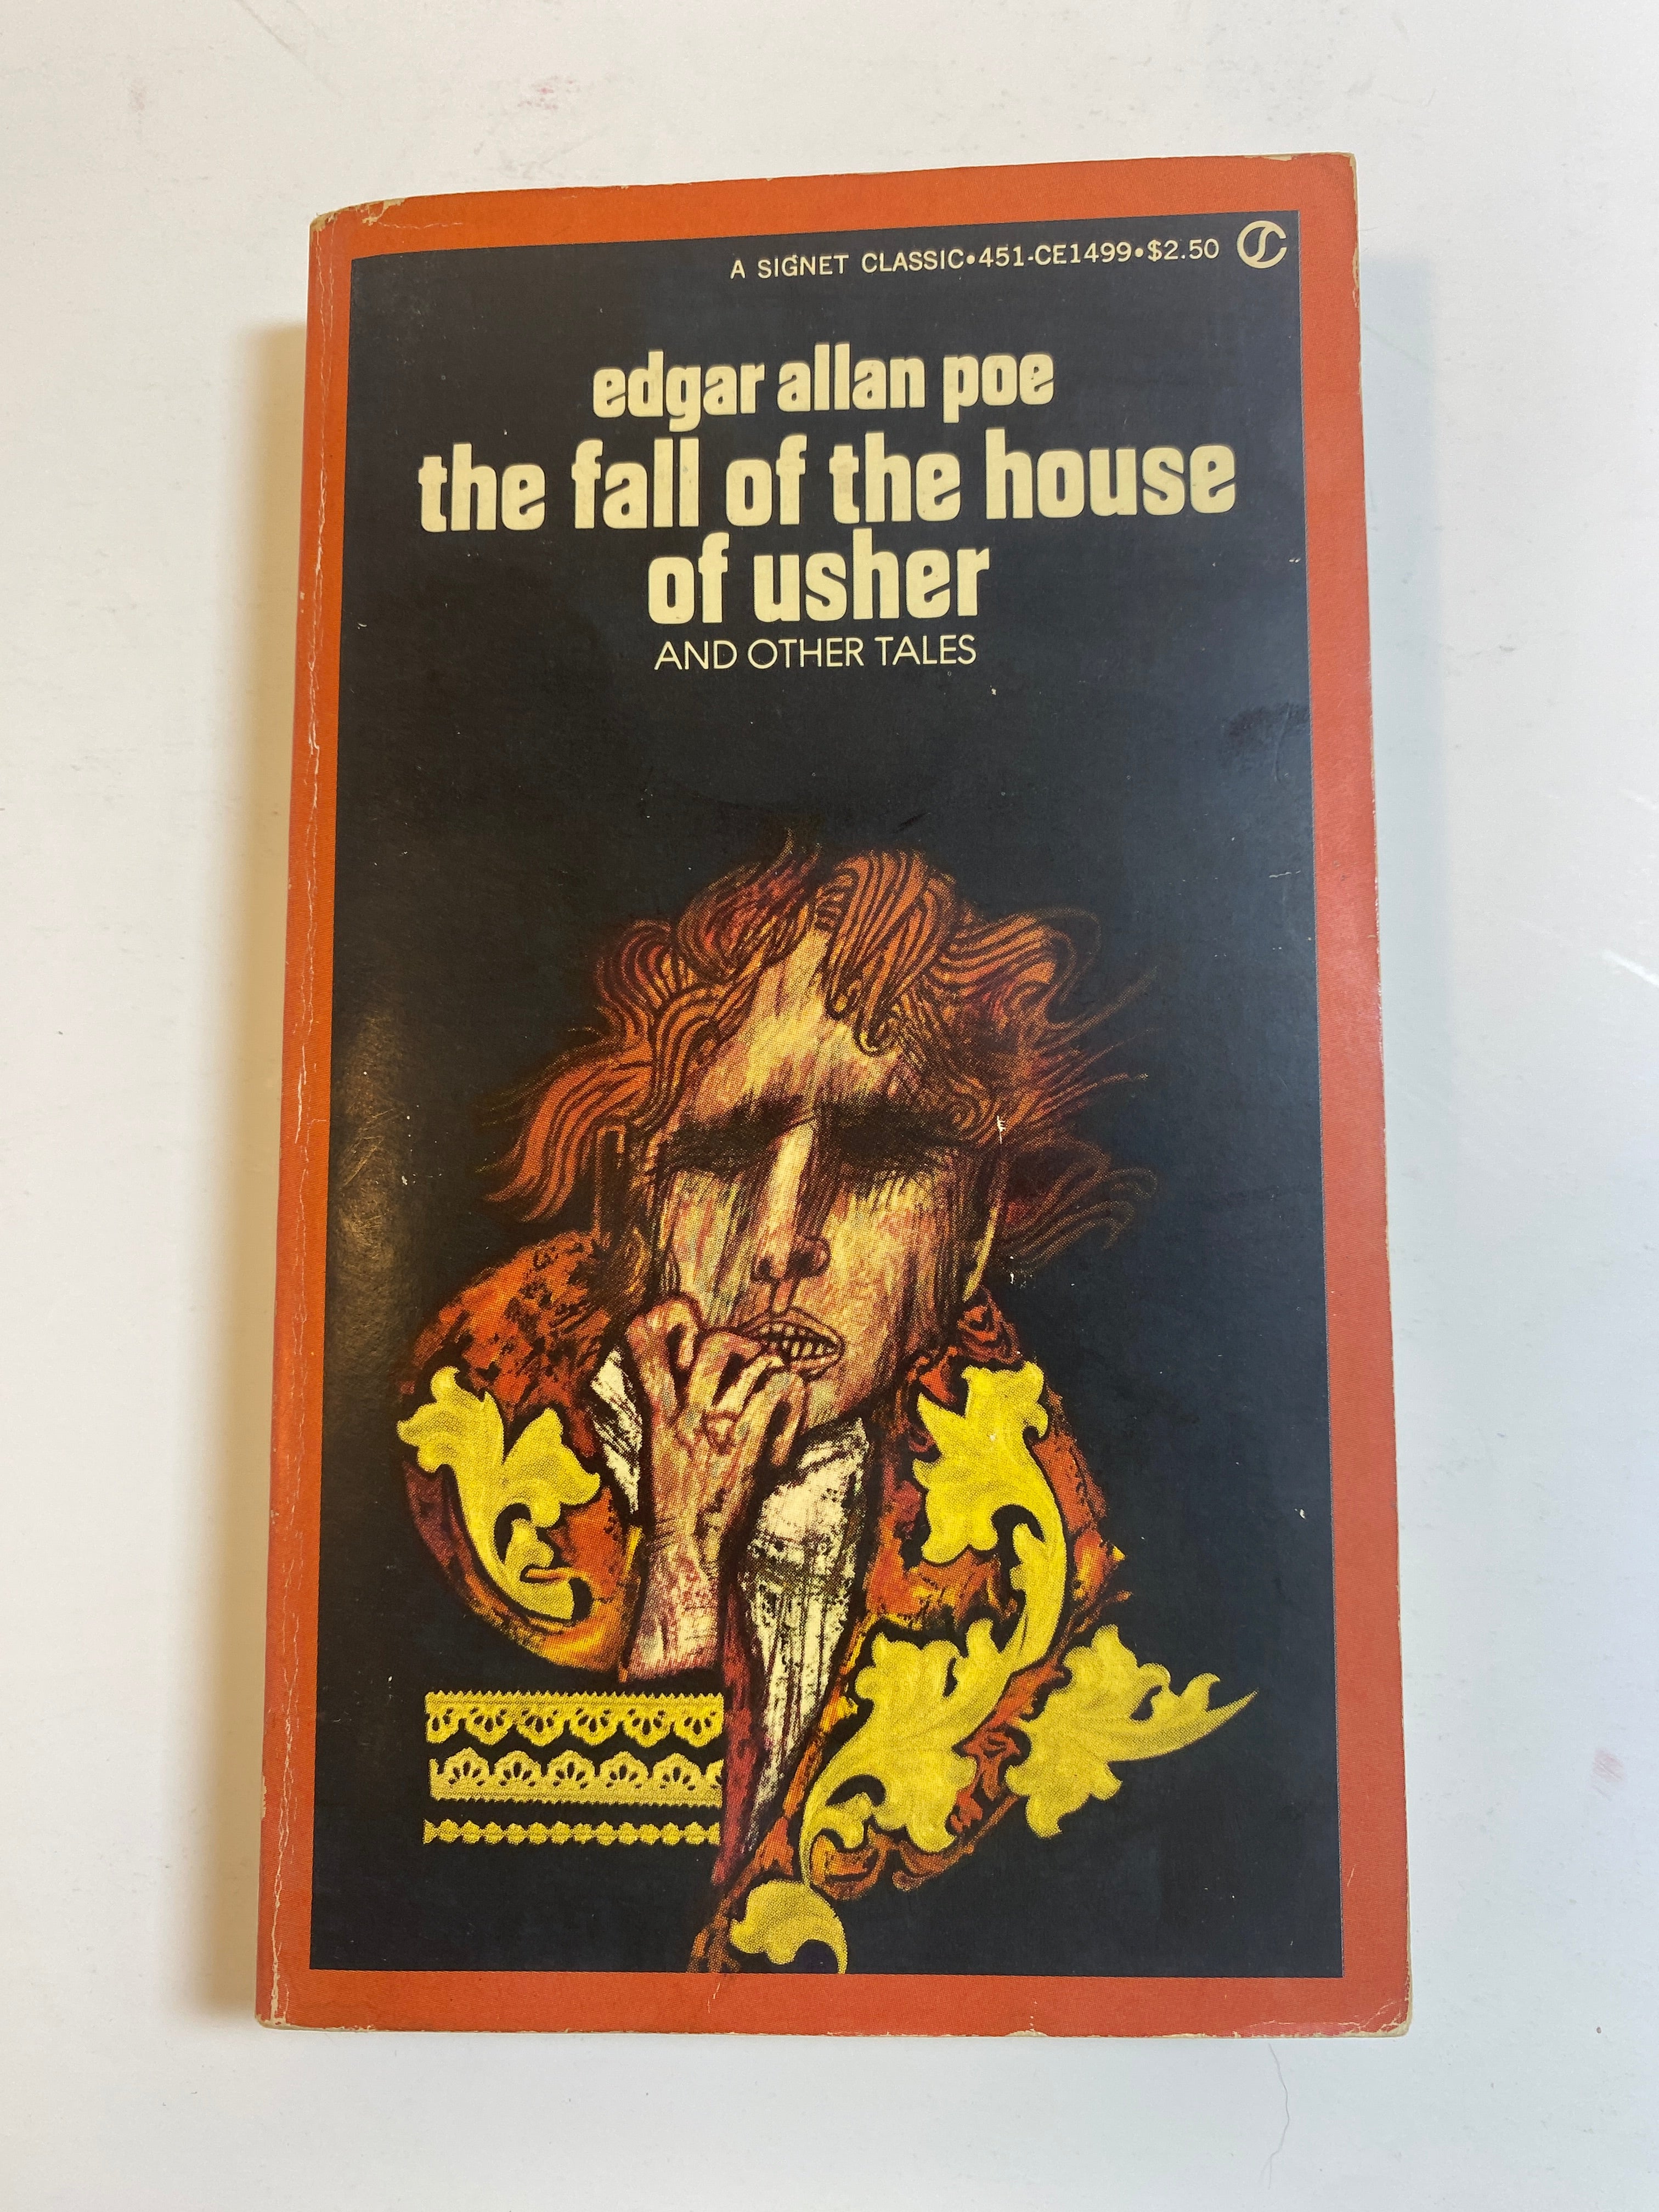 A SIGNET CLASSIC•451-CE1499•$2.50
edgar allan poe
the fall of the house
of usher
AND OTHER TALES